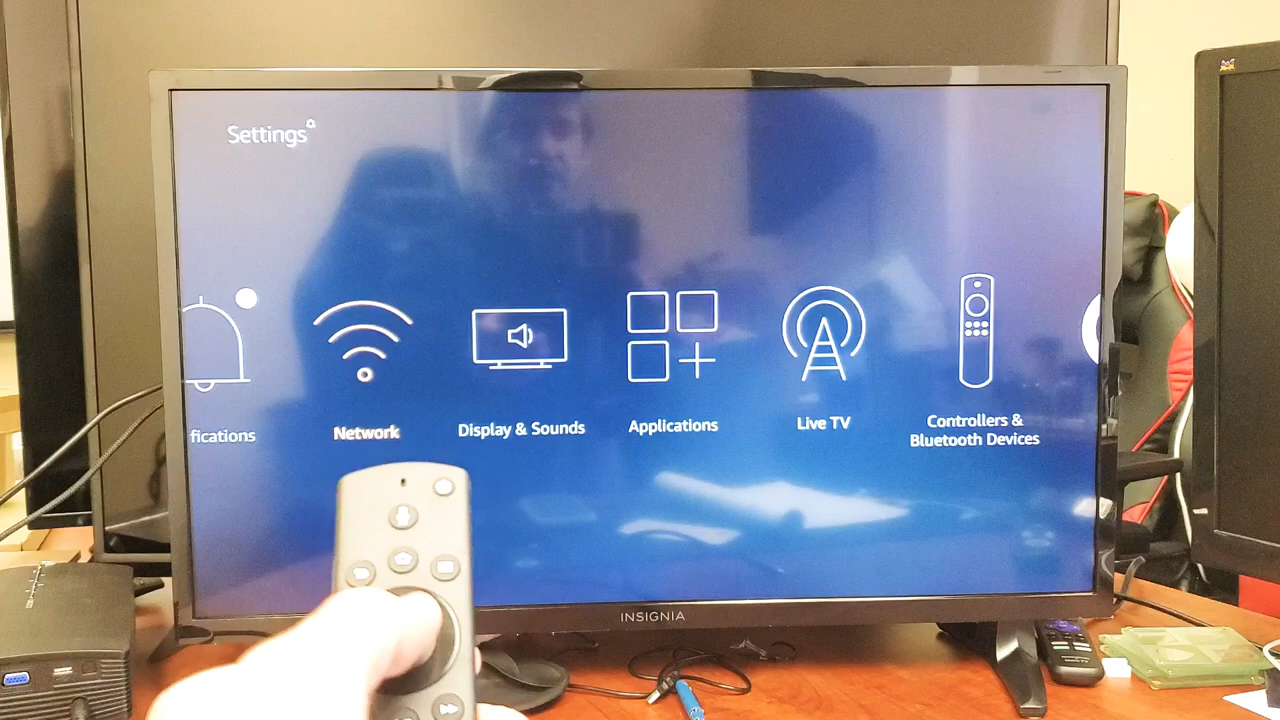 Settings
fications
Network
Display & Sounds
Applications
Live TV
Controllers &
Bluetooth Devices
INSIGNIA